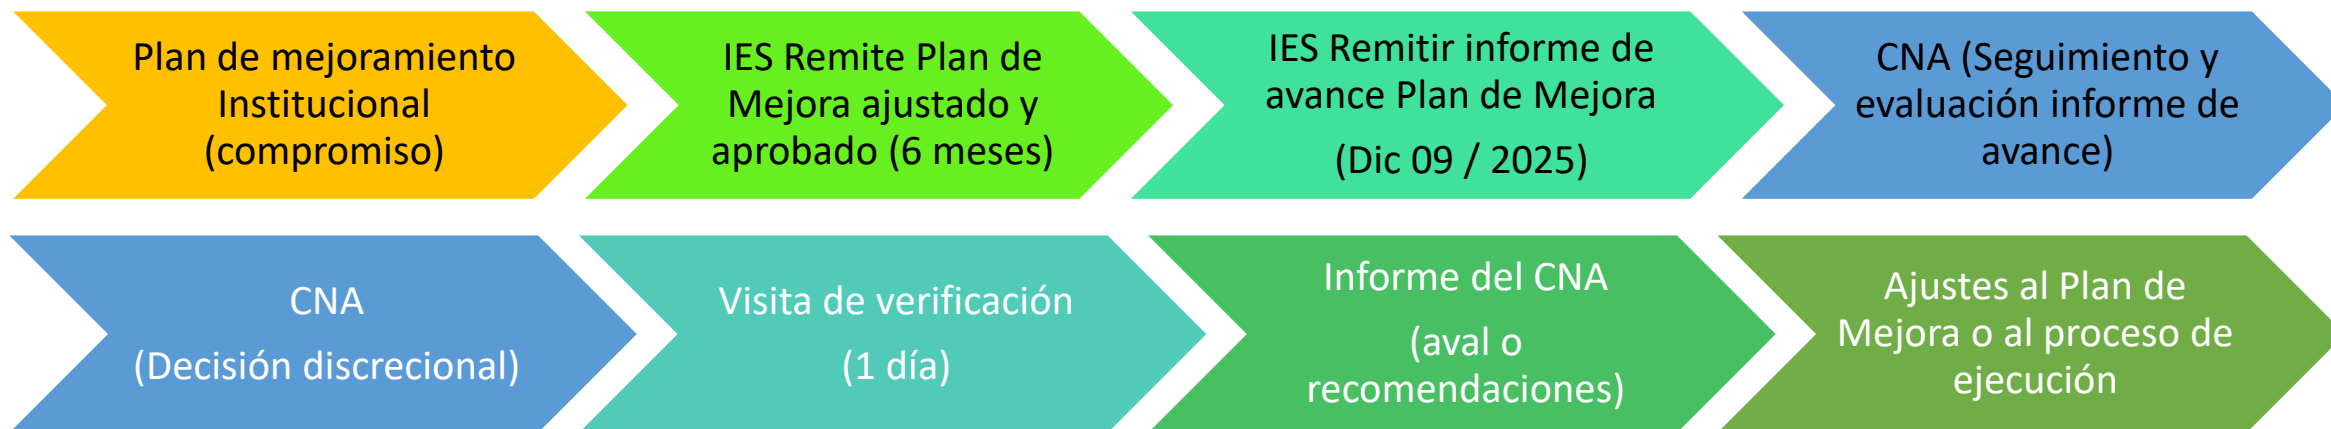 Plan de mejoramiento
Institucional
(compromiso)
IES Remite Plan de
Mejora ajustado y
aprobado (6 meses)
IES Remitir informe de
avance Plan de Mejora
(Dic 09 / 2025)
CNA (Seguimiento y
evaluación informe de
avance)
CNA
(Decisión discrecional)
Visita de verificación
(1 día)
Informe del CNA
(aval o
recomendaciones)
Ajustes al Plan de
Mejora o al proceso de
ejecución